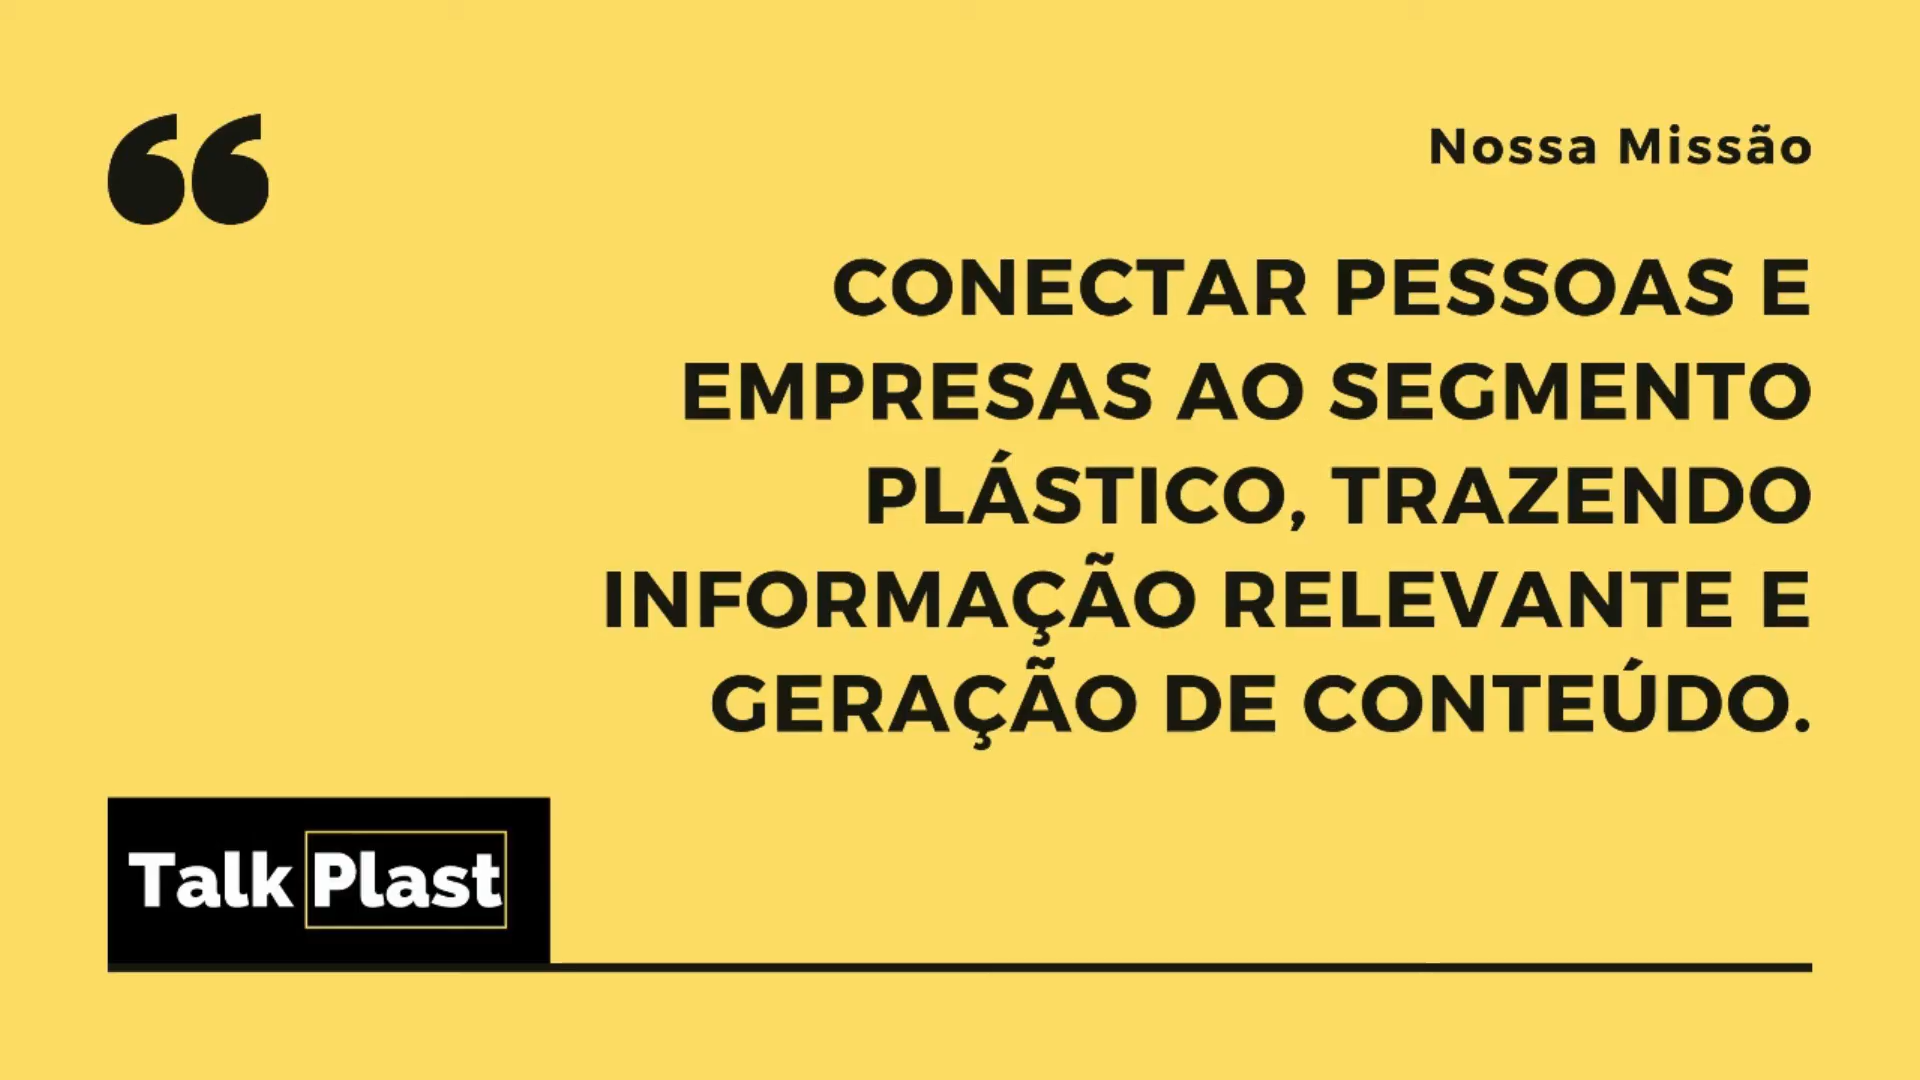 Nossa Missão
CONECTAR PESSOAS E
EMPRESAS AO SEGMENTO
PLÁSTICO, TRAZENDO
INFORMAÇÃO RELEVANTE E
GERAÇÃO DE CONTEÚDO.
Talk Plast